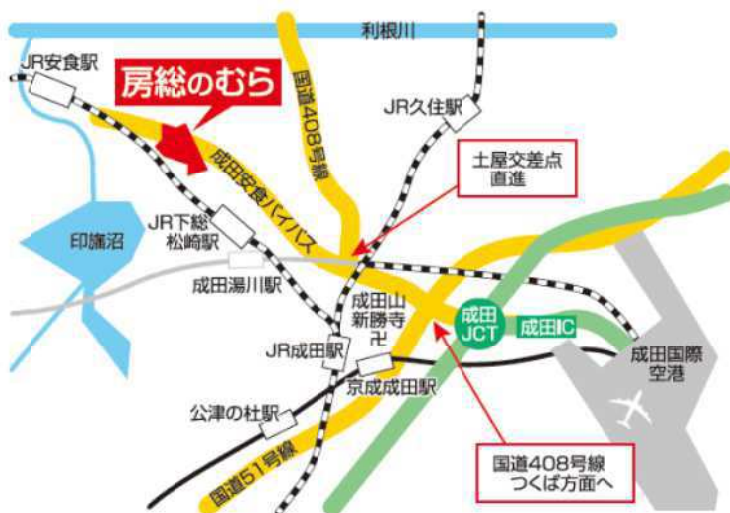 利根川
JR安食駅
房総のむら
国道408号線
JR久住駅
土屋交差点
直進
成田安食バイパス
JR下総
松崎駅
印旛沼
成田湯川駅
成田山
新勝寺
卍
成田
JCT
成田IC
JR成田駅
成田国際
空港
京成成田駅
公津の杜駅
国道51号線
国道408号線
つくば方面へ